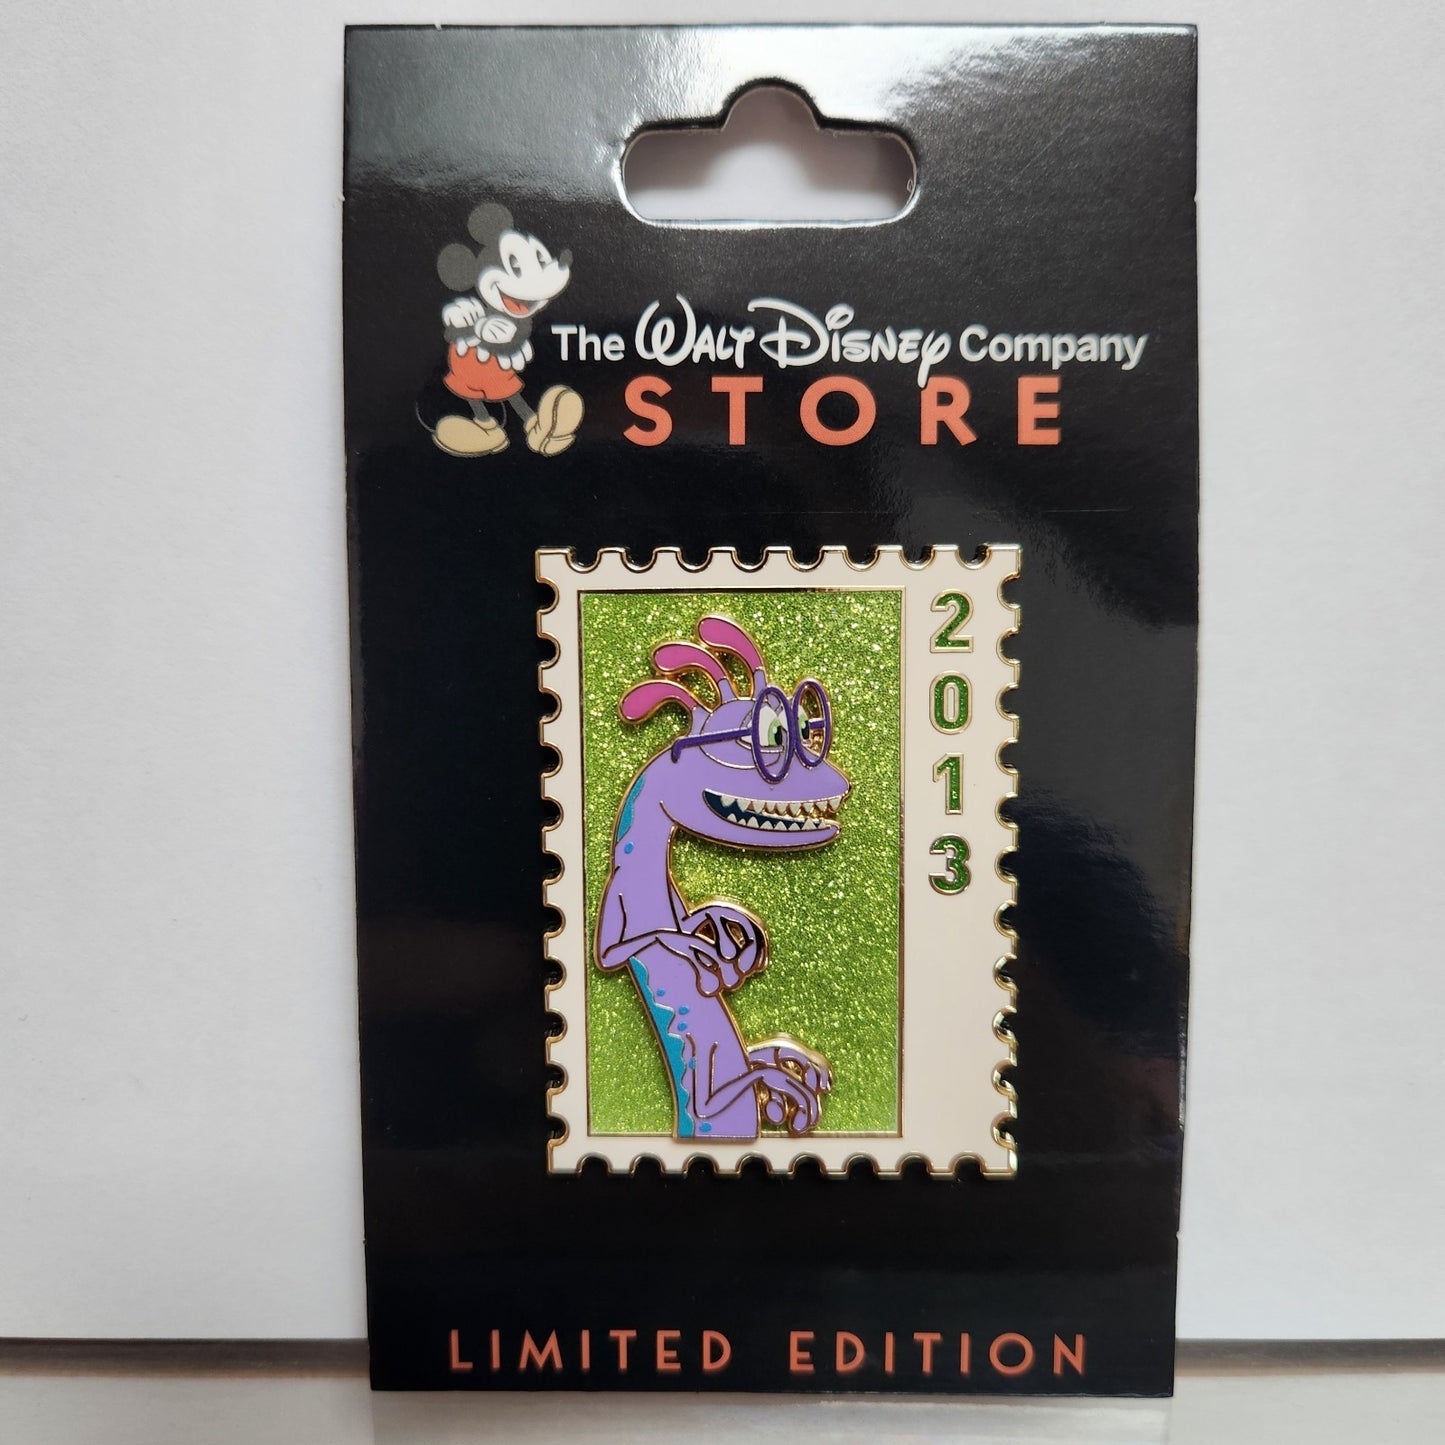 The WALT DISNEY Company
STORE
2013
LIMITED EDITION